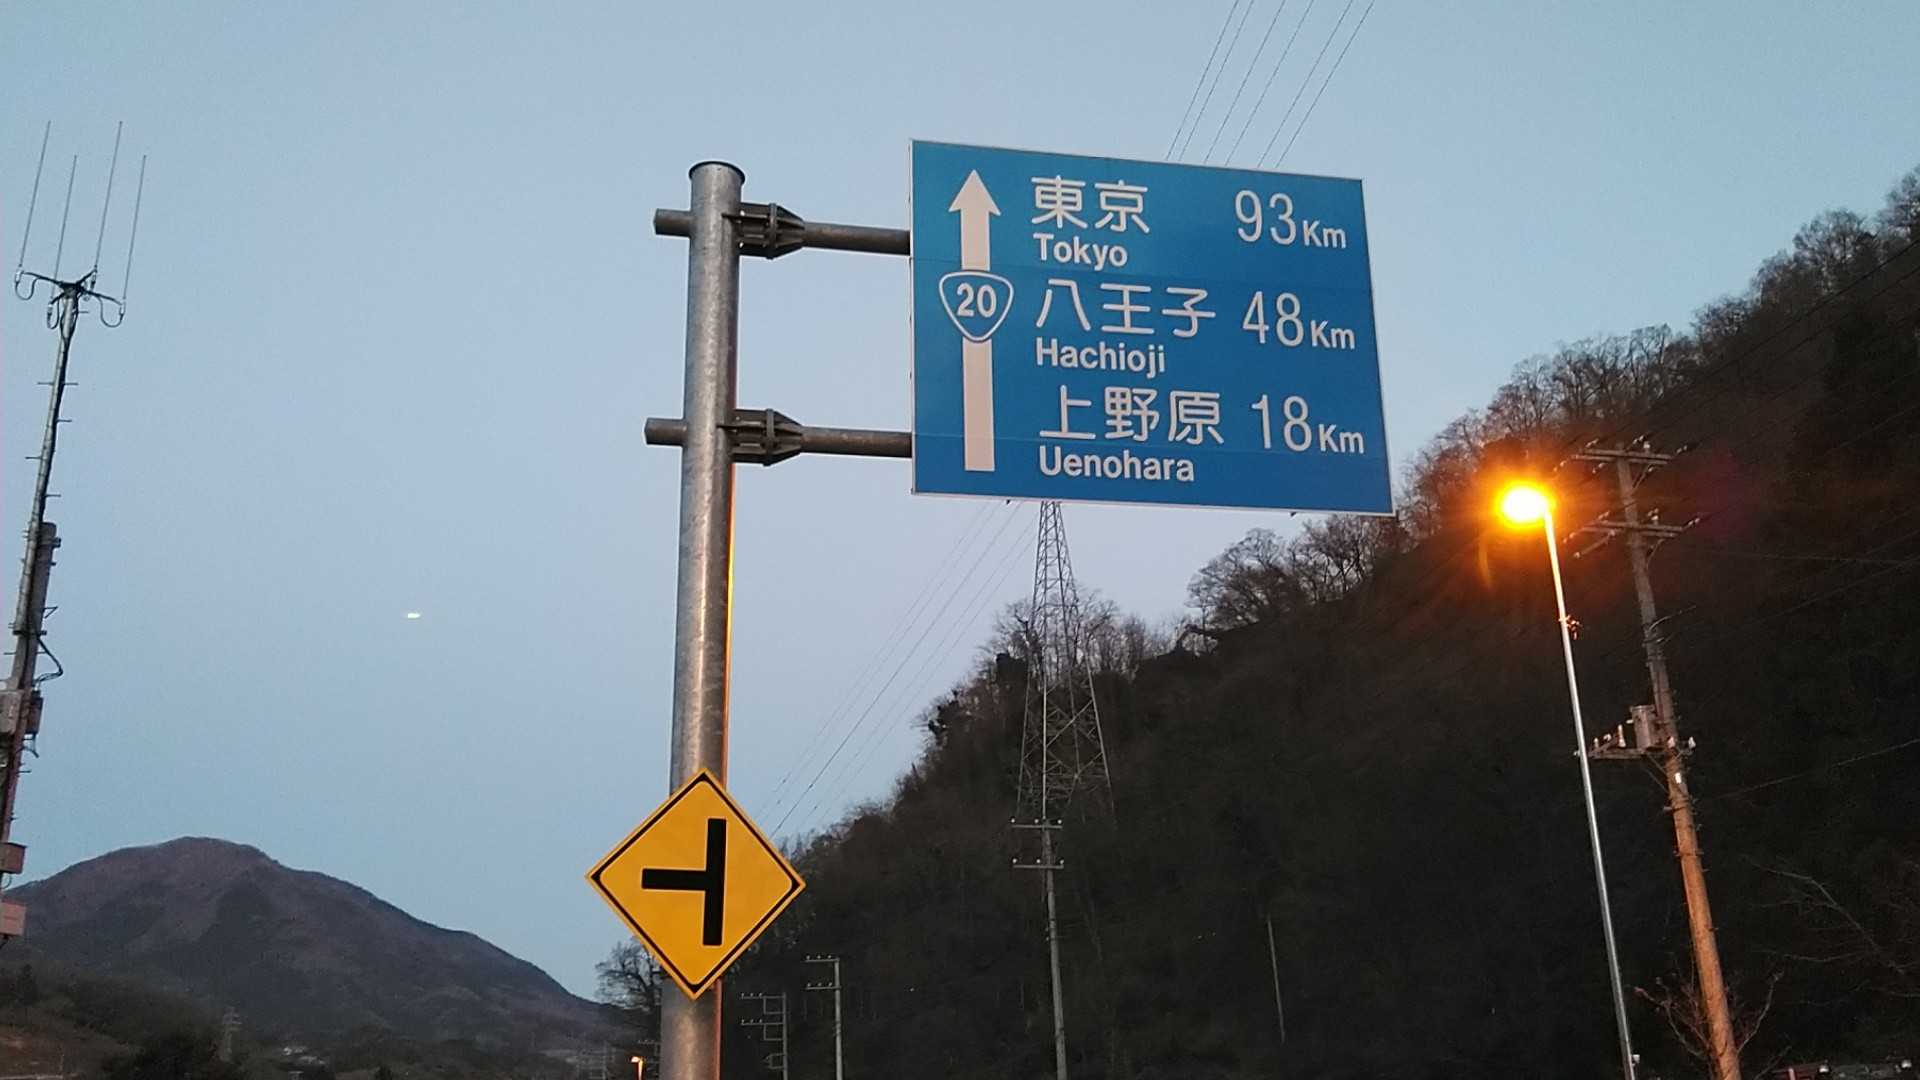 東京 93Km
Tokyo
20
八王子 48Km
Hachioji
上野原 18Km
Uenohara